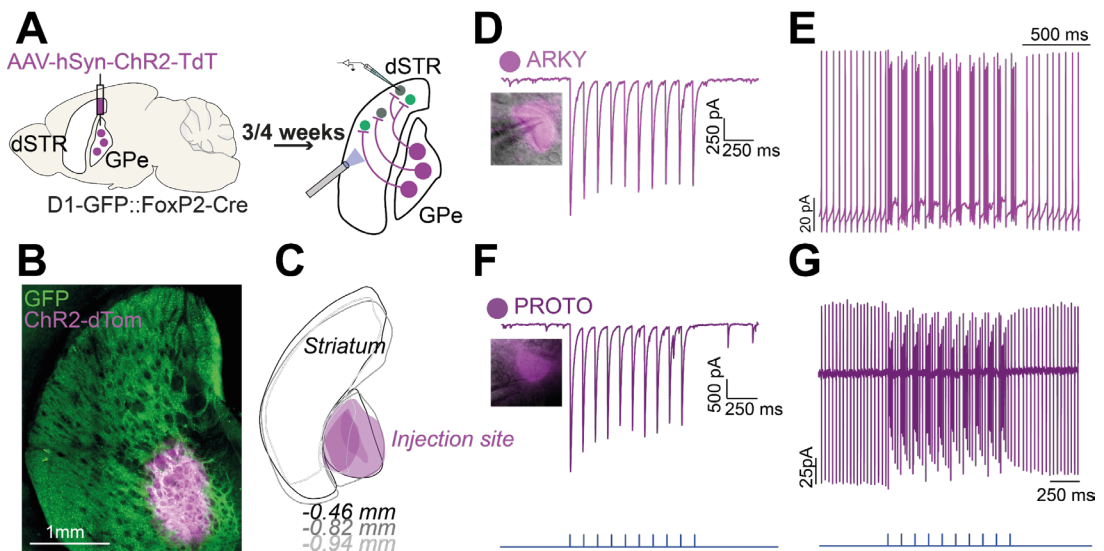 A
AAV-hSyn-ChR2-TdT
dSTR
GPe
D1-GFP::FoxP2-Cre
3/4 weeks
dSTR
GPe
B
GFP
ChR2-dTom
1mm
C
Striatum
Injection site
-0.46 mm
-0.82 mm
-0.94 mm
D
ARKY
250 pA
250 ms
E
500 ms
20 pA
F
PROTO
500 pA
250 ms
G
25pA
250 ms